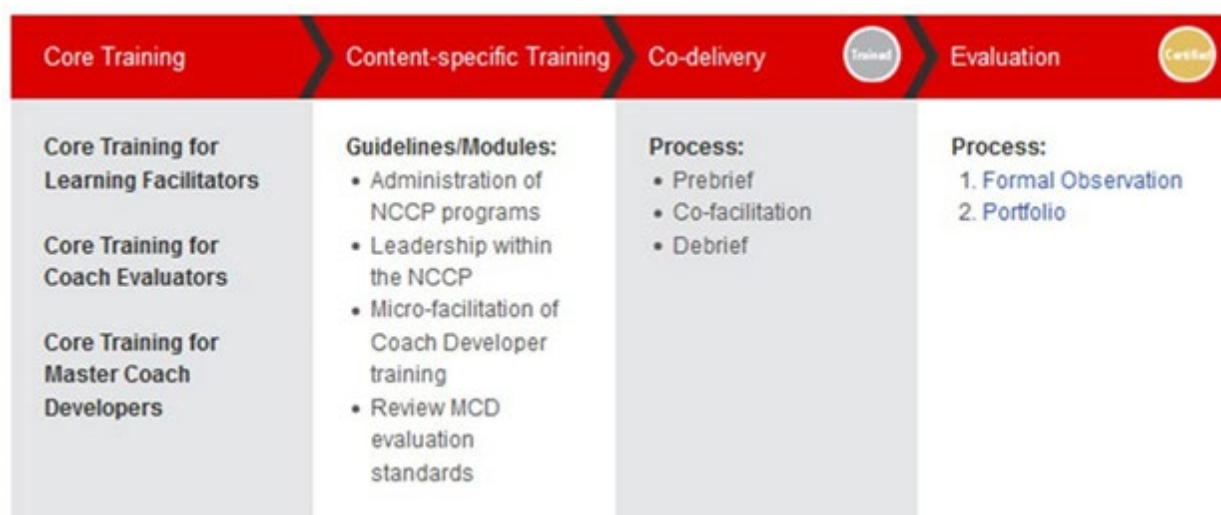 Core Training
Content-specific Training
Co-delivery
Trained
Evaluation
Certified
Core Training for
Learning Facilitators
Core Training for
Coach Evaluators
Core Training for
Master Coach
Developers
Guidelines/Modules:
• Administration of
NCCP programs
• Leadership within
the NCCP
• Micro-facilitation of
Coach Developer
training
• Review MCD
evaluation
standards
Process:
• Prebrief
• Co-facilitation
• Debrief
Process:
1. Formal Observation
2. Portfolio